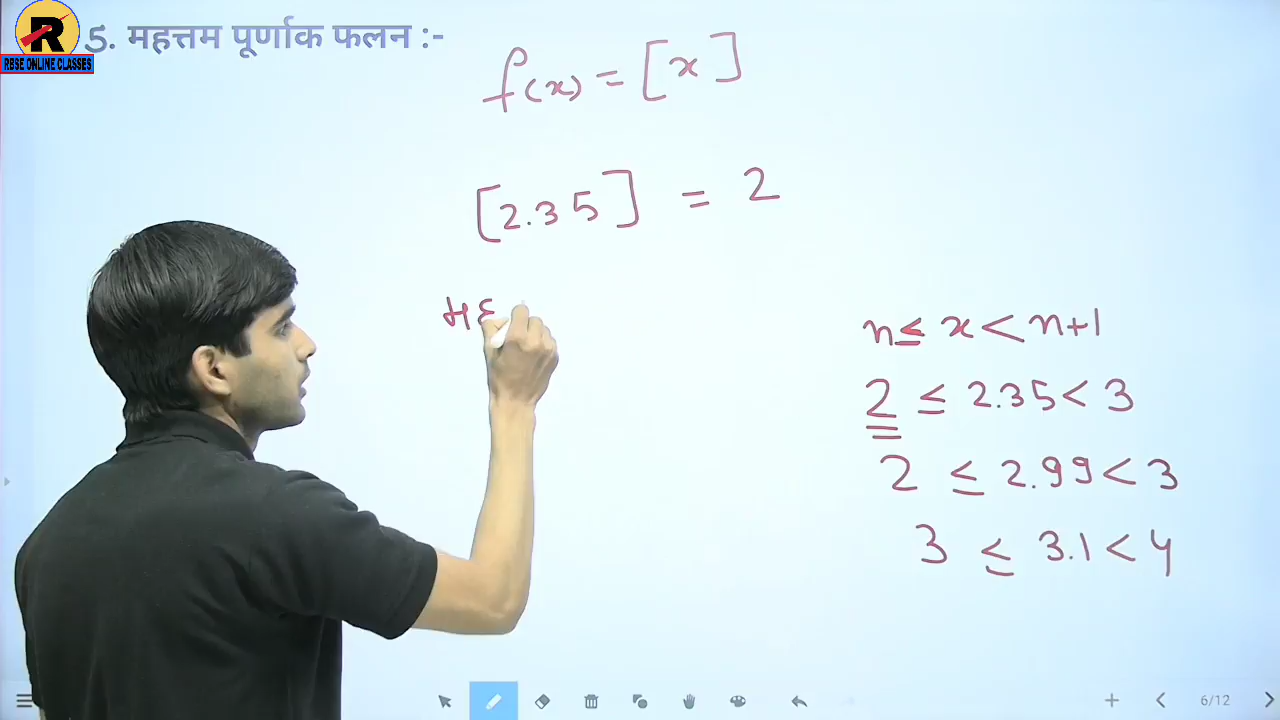 R
RBSE ONLINE CLASSES
5. महत्तम पूर्णाक फलन :-
f(x) = [x]
[2.35] = 2
मह
n ≤ x < n+1
2 ≤ 2.35 < 3
2 ≤ 2.99 < 3
3 ≤ 3.1 < 4
6/12